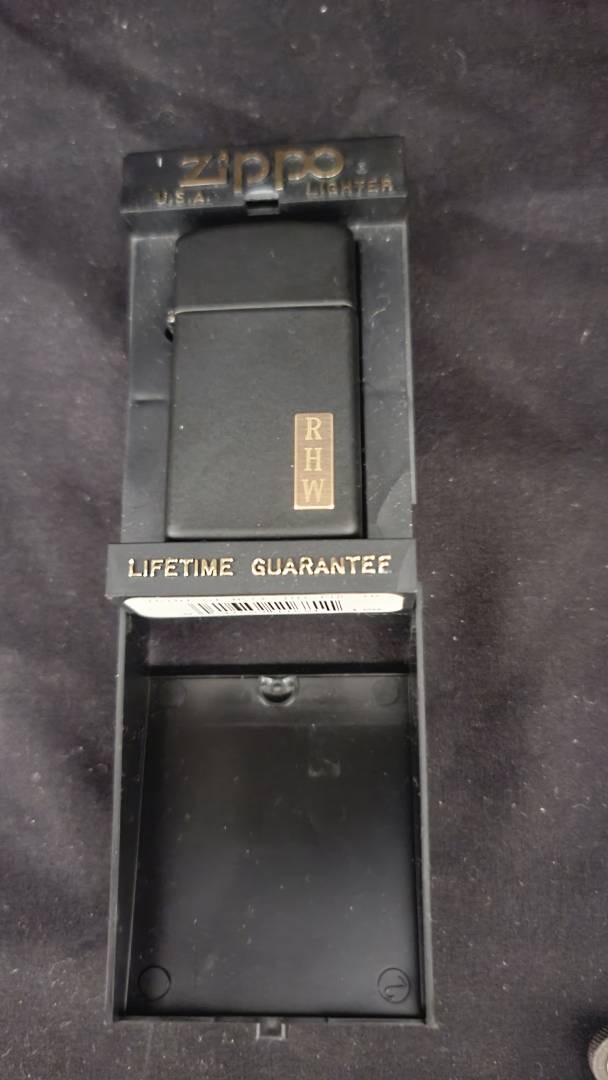 zippo
U.S.A. LIGHTER
R
H
W
LIFETIME GUARANTEE